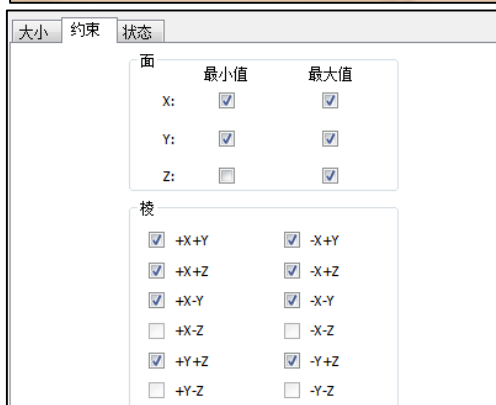 大小 约束 状态
面
最小值 最大值
X:
Y:
Z:
棱
+X+Y -X+Y
+X+Z -X+Z
+X-Y -X-Y
+X-Z -X-Z
+Y+Z -Y+Z
+Y-Z -Y-Z